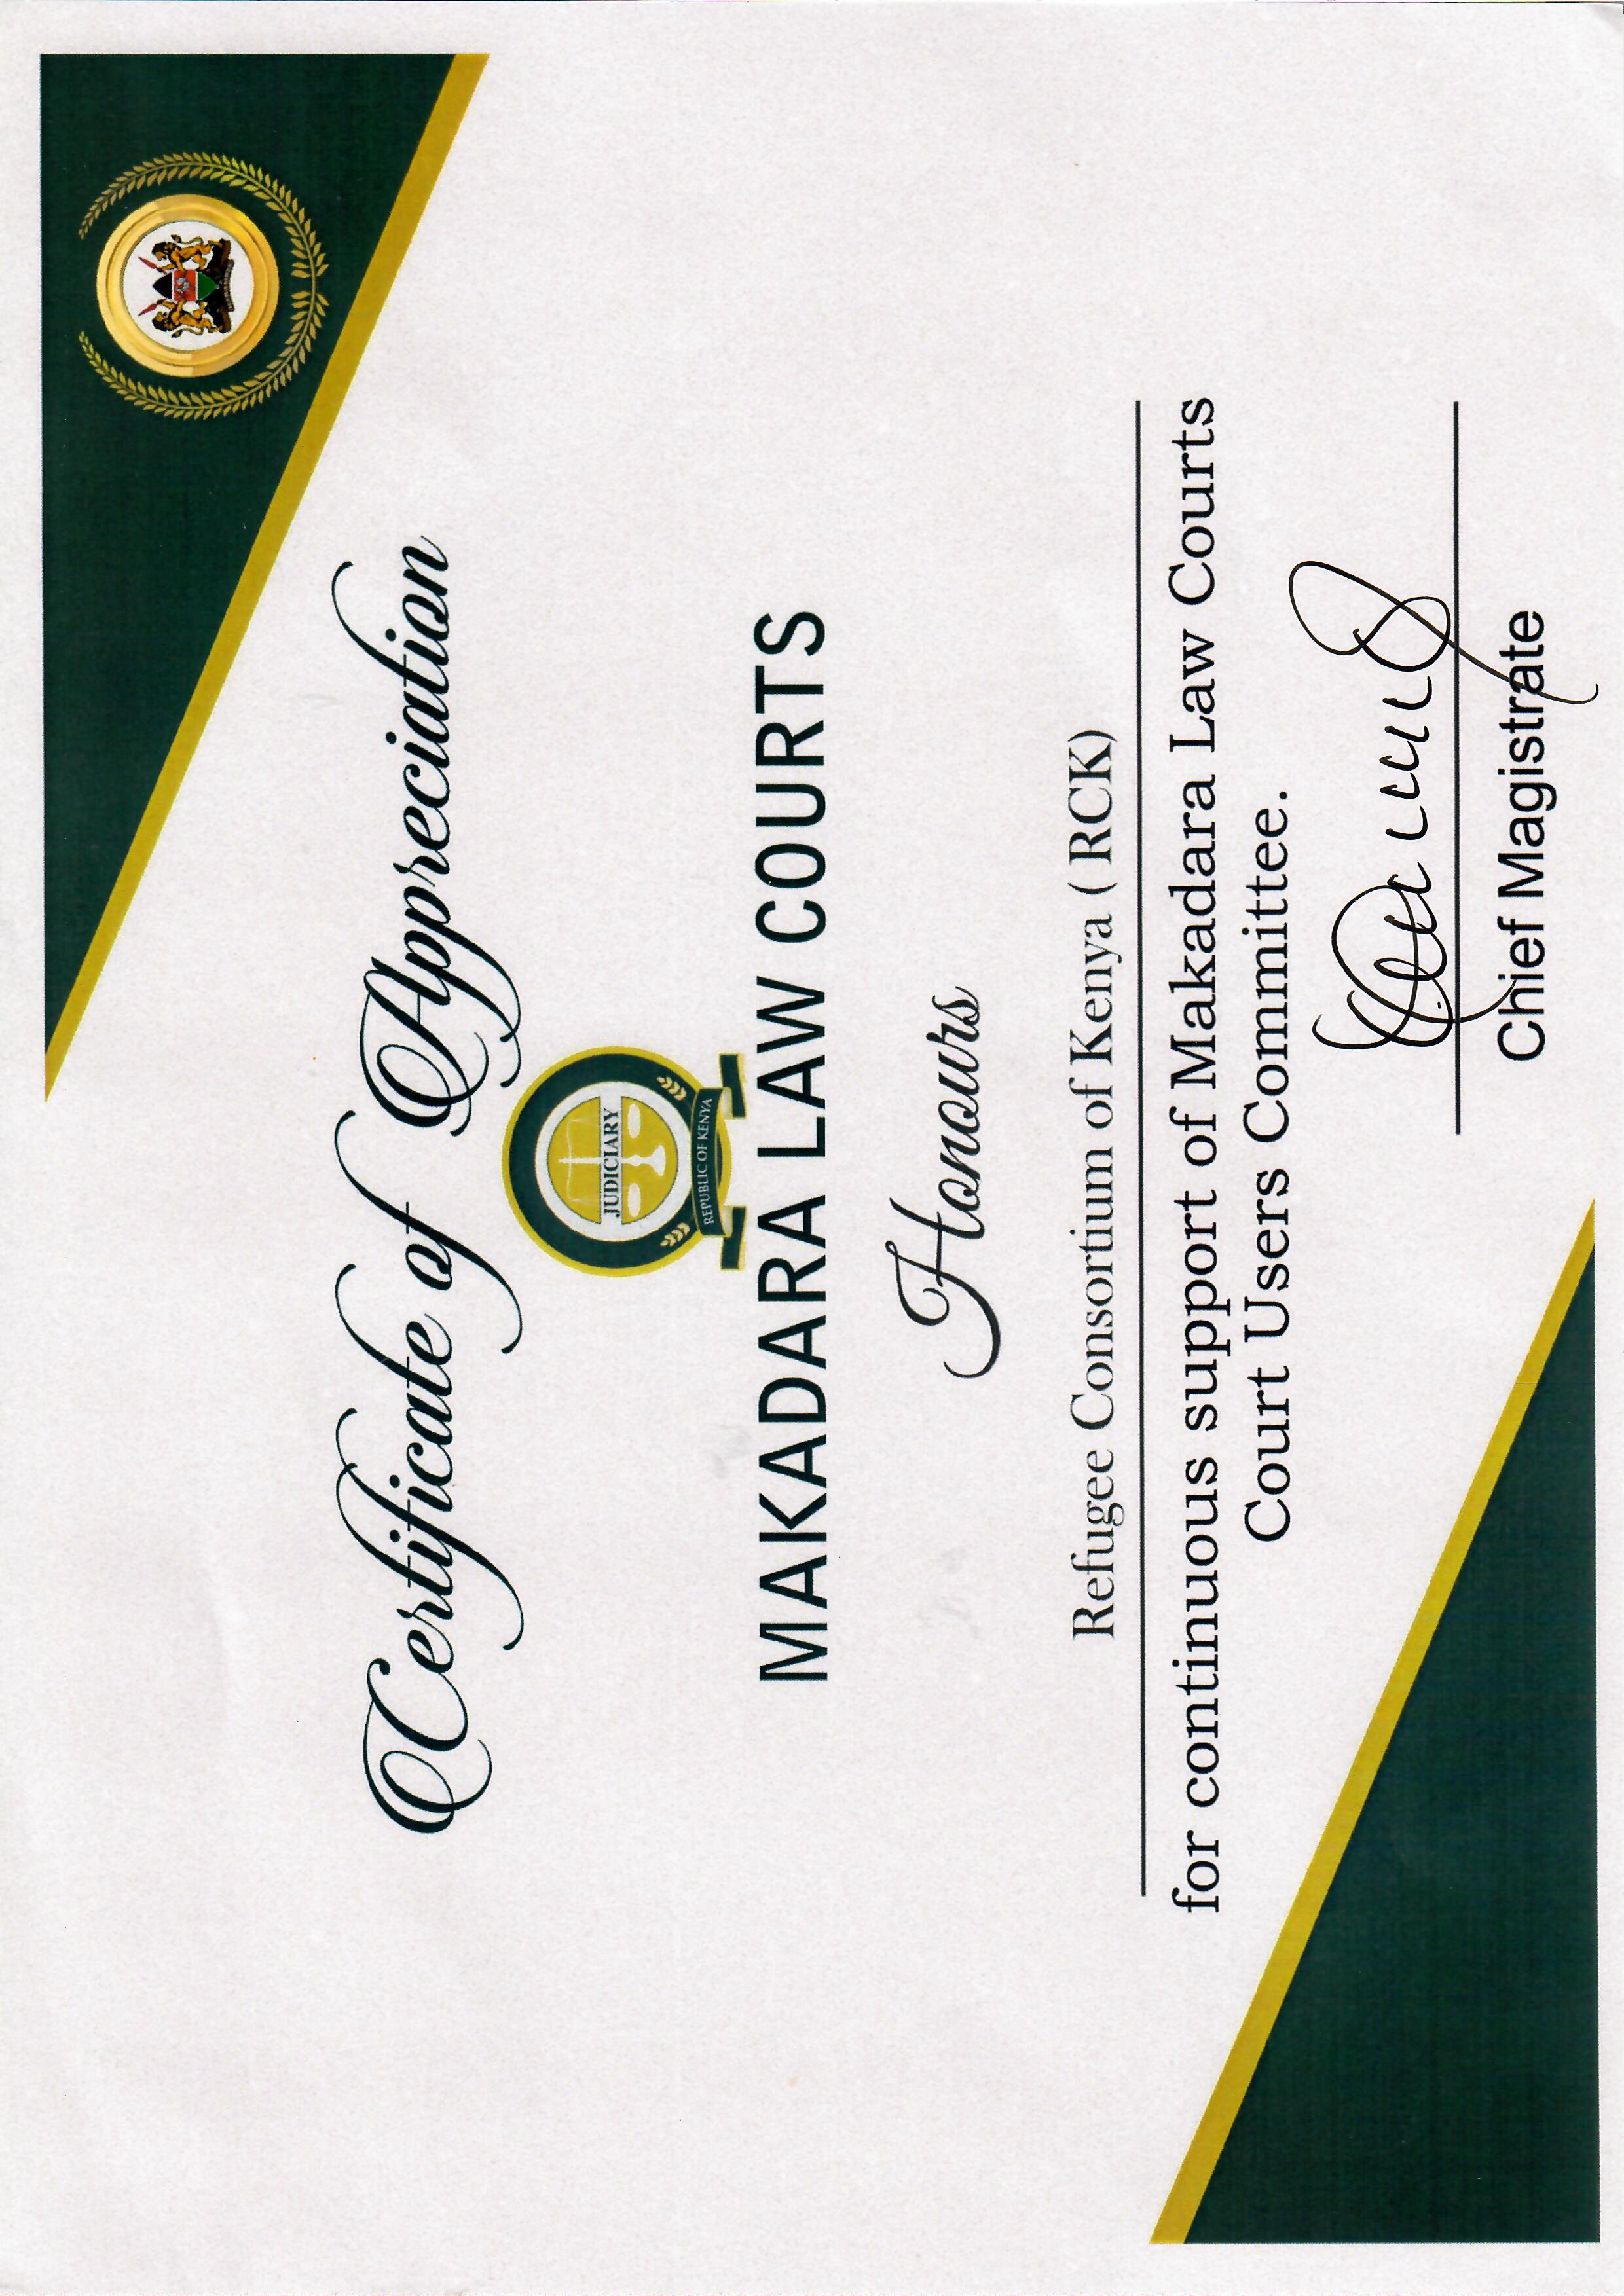 Certificate of Appreciation
JUDICIARY
REPUBLIC OF KENYA
MAKADARA LAW COURTS
Honours
Refugee Consortium of Kenya ( RCK)
for continuous support of Makadara Law Courts
Court Users Committee.
Chief Magistrate